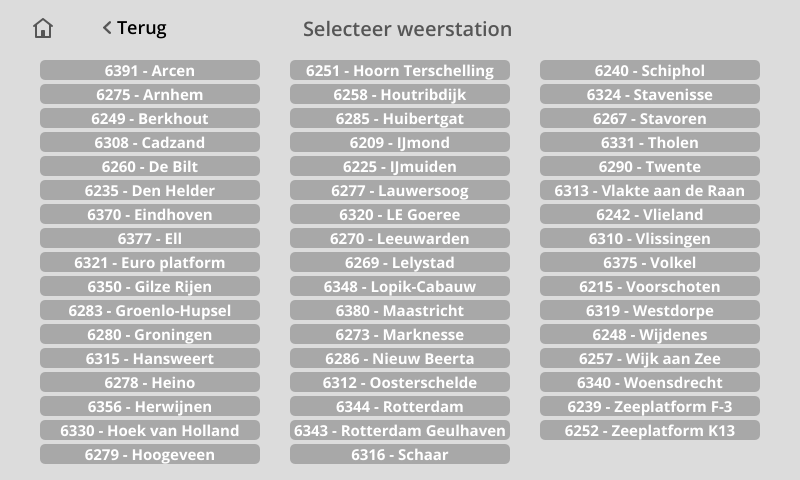 Terug
Selecteer weerstation
6391 - Arcen
6275 - Arnhem
6249 - Berkhout
6308 - Cadzand
6260 - De Bilt
6235 - Den Helder
6370 - Eindhoven
6377 - Ell
6321 - Euro platform
6350 - Gilze Rijen
6283 - Groenlo-Hupsel
6280 - Groningen
6315 - Hansweert
6278 - Heino
6356 - Herwijnen
6330 - Hoek van Holland
6279 - Hoogeveen
6251 - Hoorn Terschelling
6258 - Houtribdijk
6285 - Huibertgat
6209 - IJmond
6225 - IJmuiden
6277 - Lauwersoog
6320 - LE Goeree
6270 - Leeuwarden
6269 - Lelystad
6348 - Lopik-Cabauw
6380 - Maastricht
6273 - Marknesse
6286 - Nieuw Beerta
6312 - Oosterschelde
6344 - Rotterdam
6343 - Rotterdam Geulhaven
6316 - Schaar
6240 - Schiphol
6324 - Stavenisse
6267 - Stavoren
6331 - Tholen
6290 - Twente
6313 - Vlakte aan de Raan
6242 - Vlieland
6310 - Vlissingen
6375 - Volkel
6215 - Voorschoten
6319 - Westdorpe
6248 - Wijdenes
6257 - Wijk aan Zee
6340 - Woensdrecht
6239 - Zeeplatform F-3
6252 - Zeeplatform K13